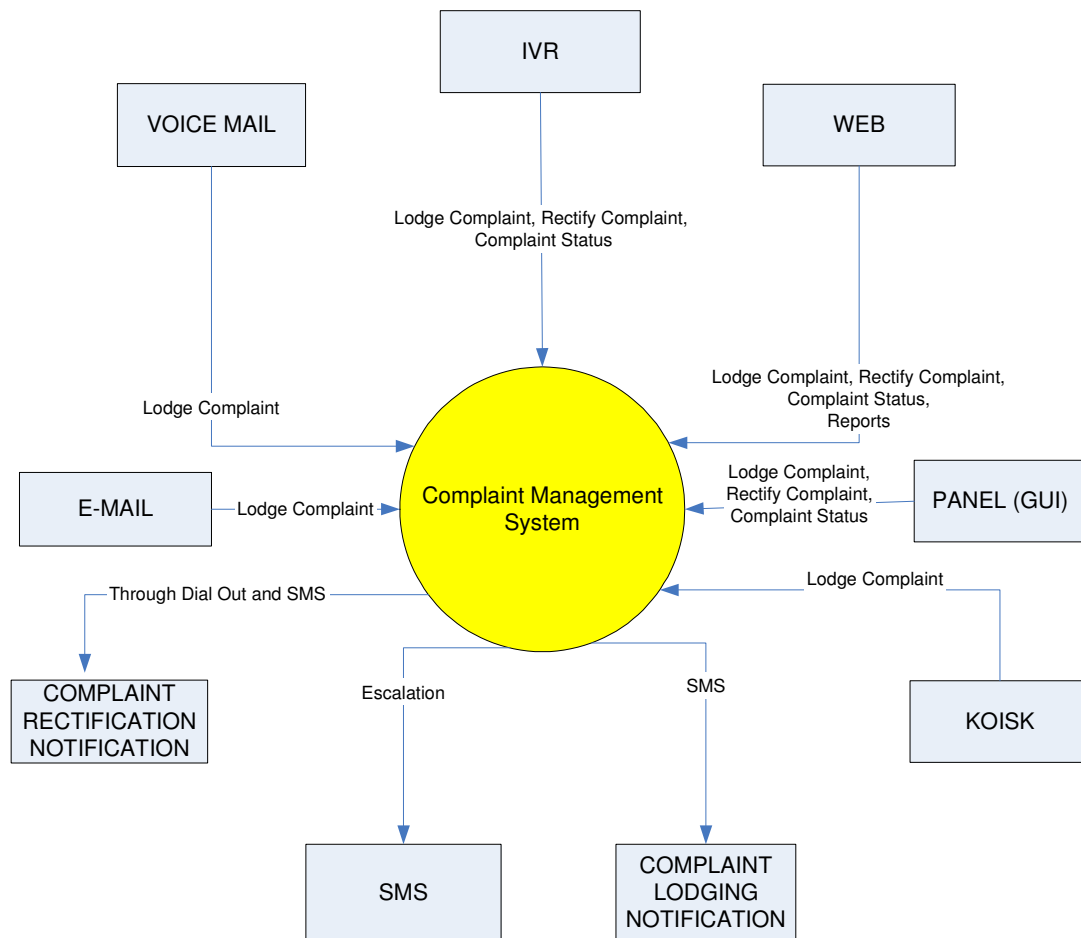 IVR
VOICE MAIL
WEB
Lodge Complaint, Rectify Complaint,
Complaint Status
Lodge Complaint, Rectify Complaint,
Complaint Status,
Reports
Lodge Complaint
E-MAIL
Lodge Complaint
Complaint Management
System
Lodge Complaint,
Rectify Complaint,
Complaint Status
PANEL (GUI)
Through Dial Out and SMS
Lodge Complaint
COMPLAINT
RECTIFICATION
NOTIFICATION
Escalation
SMS
KOISK
SMS
COMPLAINT
LODGING
NOTIFICATION